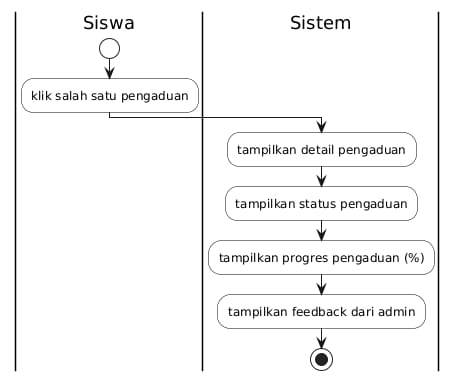 Siswa
Sistem
klik salah satu pengaduan
tampilkan detail pengaduan
tampilkan status pengaduan
tampilkan progres pengaduan (%)
tampilkan feedback dari admin